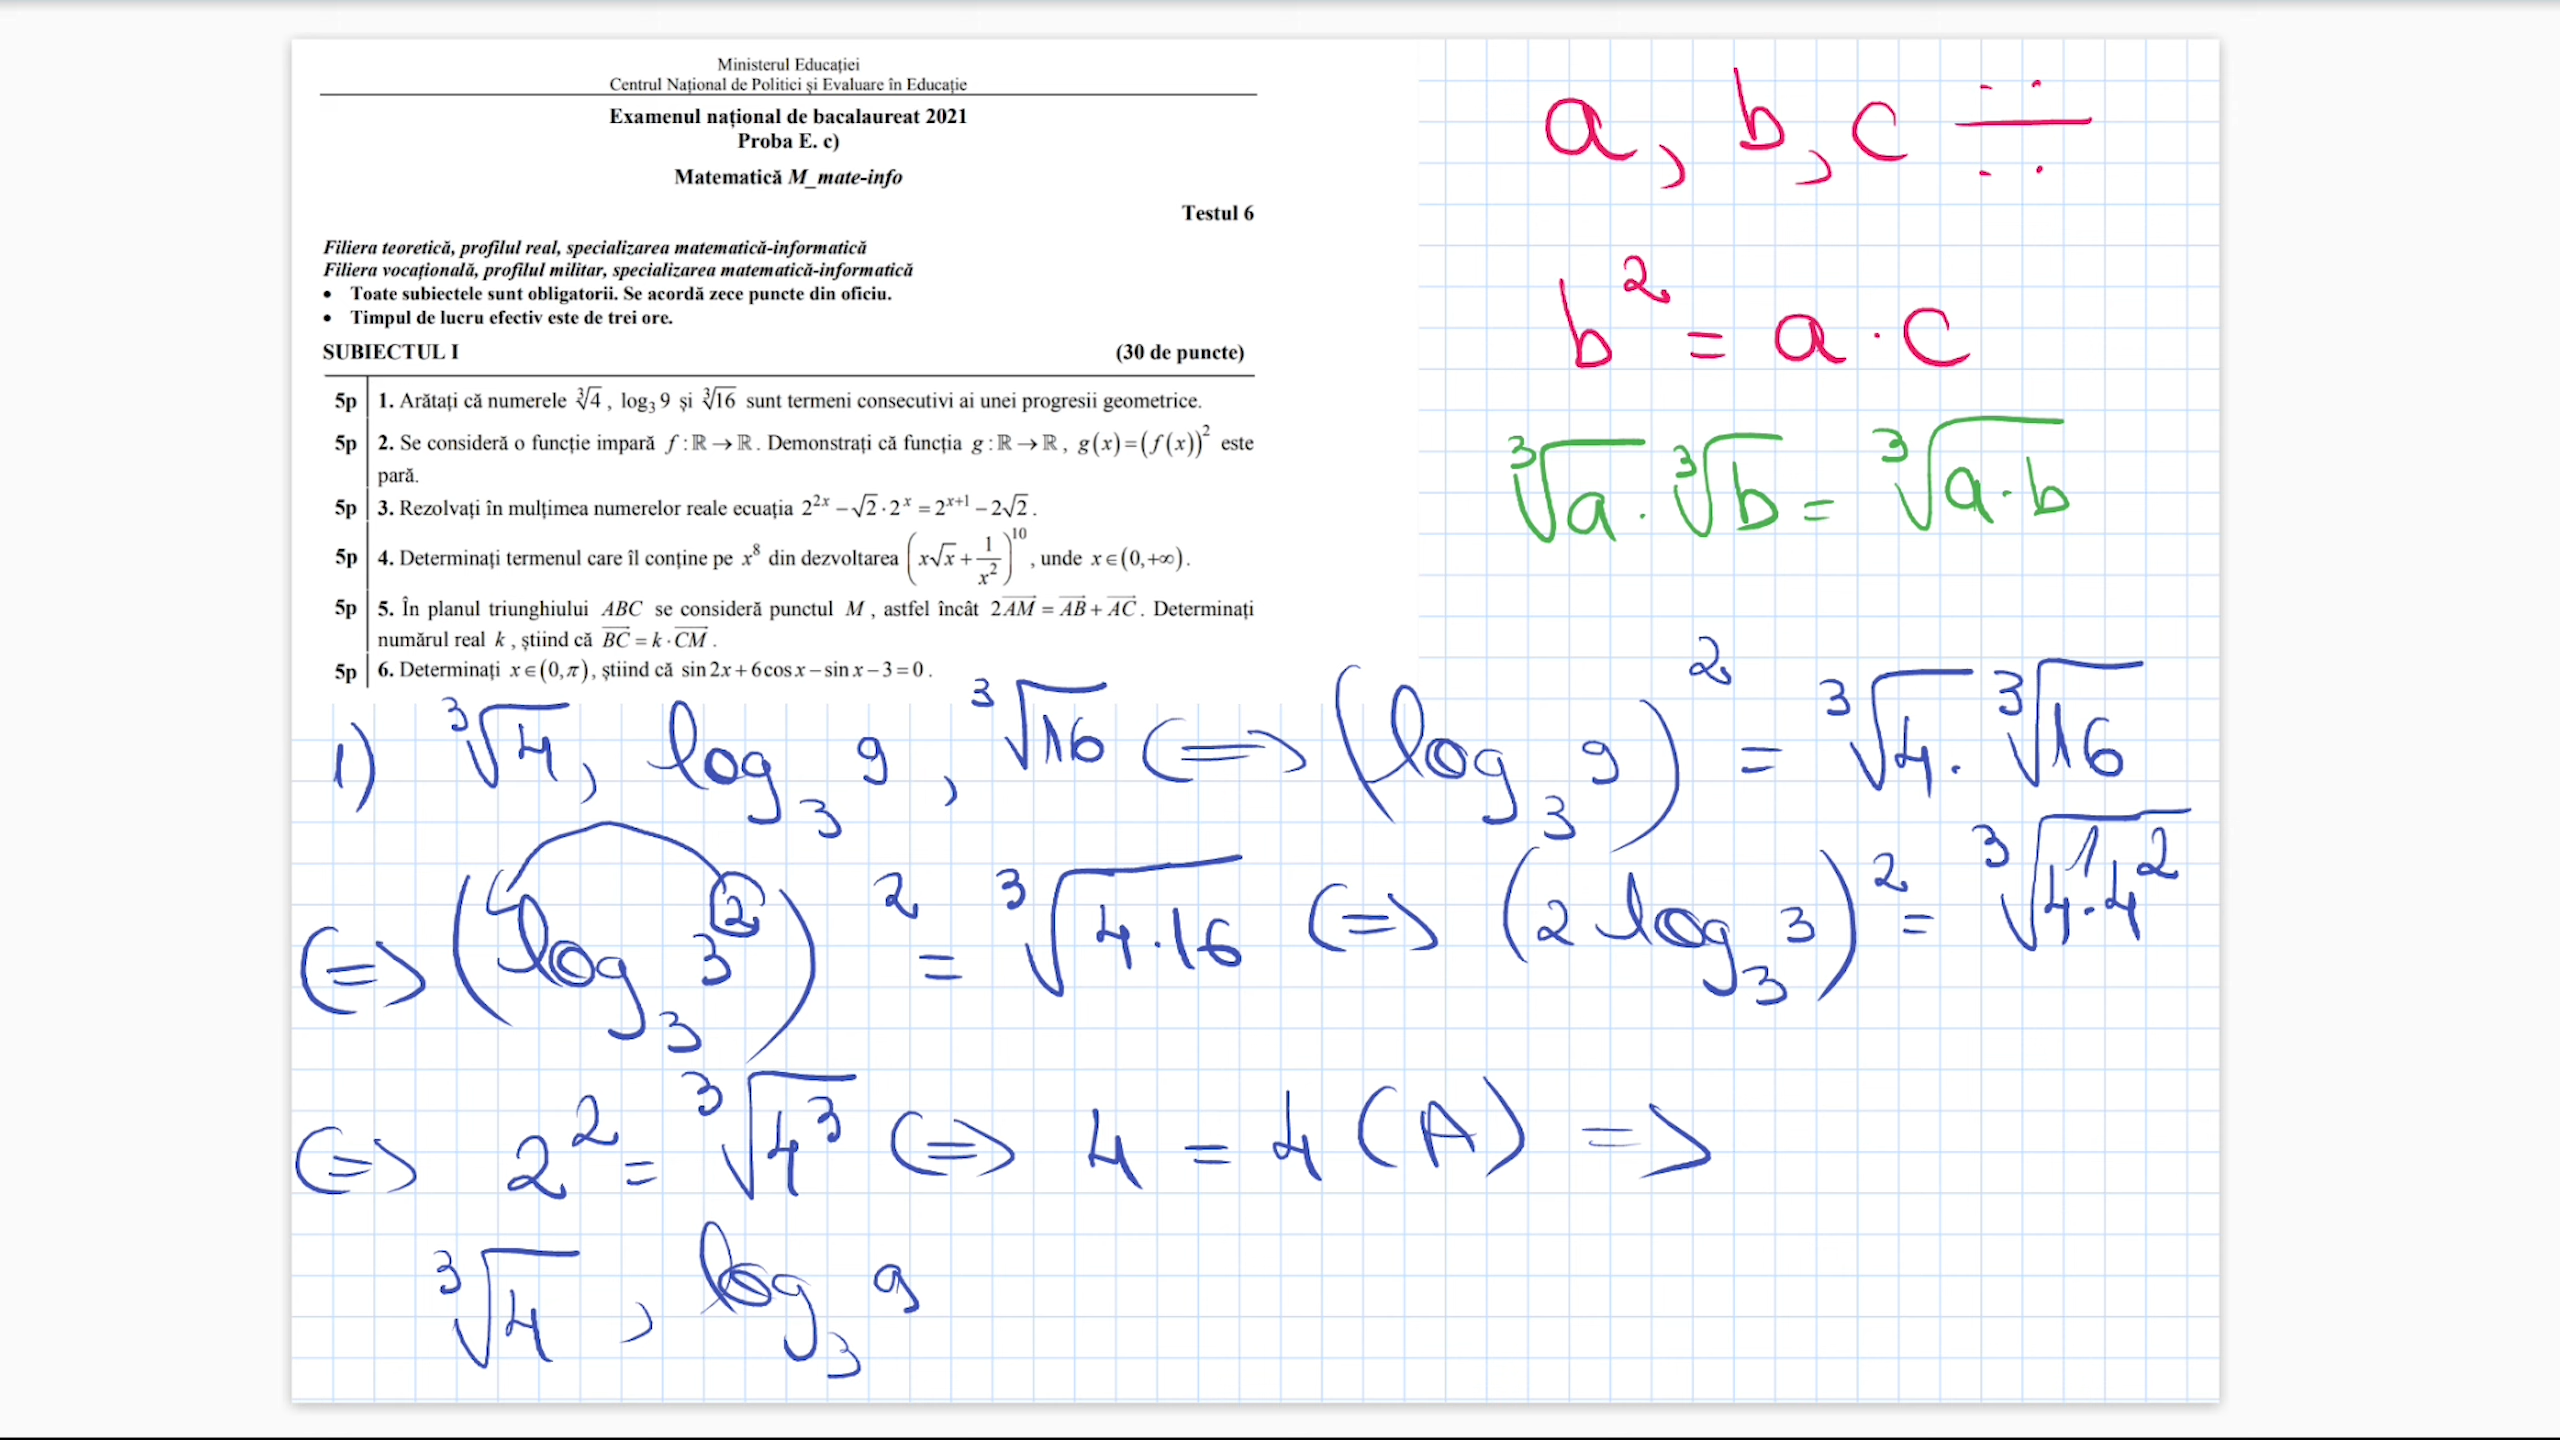 Ministerul Educației
Centrul Național de Politici și Evaluare în Educație
Examenul național de bacalaureat 2021
Proba E. c)
Matematică M_mate-info
Testul 6
Filiera teoretică, profilul real, specializarea matematică-informatică
Filiera vocațională, profilul militar, specializarea matematică-informatică
• Toate subiectele sunt obligatorii. Se acordă zece puncte din oficiu.
• Timpul de lucru efectiv este de trei ore.
SUBIECTUL I (30 de puncte)
5p 1. Arătați că numerele ∛4 , log₃ 9 și ∛16 sunt termeni consecutivi ai unei progresii geometrice.
5p 2. Se consideră o funcție impară f : ℝ → ℝ . Demonstrați că funcția g : ℝ → ℝ , g(x) = (f(x))² este
pară.
5p 3. Rezolvați în mulțimea numerelor reale ecuația 2^(2x) − √2 · 2^x = 2^(x+1) − 2√2 .
5p 4. Determinați termenul care îl conține pe x⁸ din dezvoltarea (x√x + 1/x²)^10 , unde x ∈ (0, +∞) .
5p 5. În planul triunghiului ABC se consideră punctul M , astfel încât 2AM⃗ = AB⃗ + AC⃗ . Determinați
numărul real k , știind că BC⃗ = k · CM⃗ .
5p 6. Determinați x ∈ (0, π) , știind că sin 2x + 6 cos x − sin x − 3 = 0 .
a, b, c ÷÷
b² = a · c
∛a · ∛b = ∛(a · b)
1) ∛4 , log₃ 9 , ∛16 (=> (log₃ 9)² = ∛4 · ∛16
(=> (log₃ 3²)² = ∛(4·16) (=> (2 log₃ 3)² = ∛(4¹·4²)
(=> 2² = ∛(4³) (=> 4 = 4 (A) =>
∛4 , log₃ 9